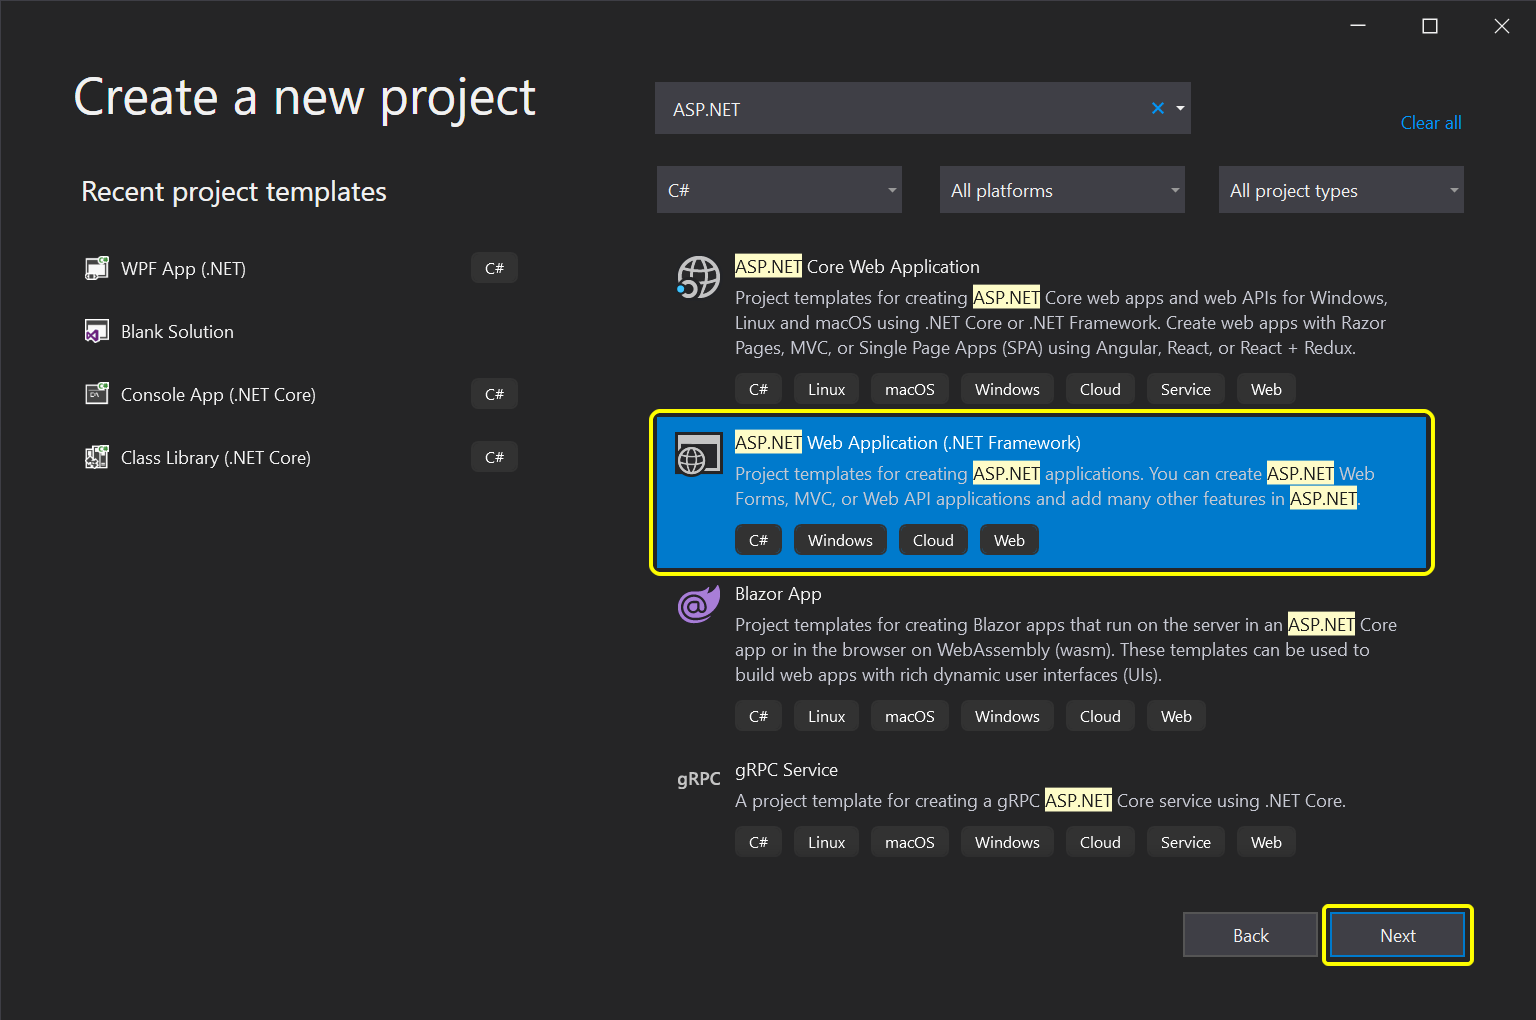 Create a new project
ASP.NET
Clear all
Recent project templates
C#
All platforms
All project types
WPF App (.NET)
C#
Blank Solution
Console App (.NET Core)
C#
Class Library (.NET Core)
C#
ASP.NET Core Web Application
Project templates for creating ASP.NET Core web apps and web APIs for Windows,
Linux and macOS using .NET Core or .NET Framework. Create web apps with Razor
Pages, MVC, or Single Page Apps (SPA) using Angular, React, or React + Redux.
C# Linux macOS Windows Cloud Service Web
ASP.NET Web Application (.NET Framework)
Project templates for creating ASP.NET applications. You can create ASP.NET Web
Forms, MVC, or Web API applications and add many other features in ASP.NET.
C# Windows Cloud Web
Blazor App
Project templates for creating Blazor apps that run on the server in an ASP.NET Core
app or in the browser on WebAssembly (wasm). These templates can be used to
build web apps with rich dynamic user interfaces (UIs).
C# Linux macOS Windows Cloud Web
gRPC
gRPC Service
A project template for creating a gRPC ASP.NET Core service using .NET Core.
C# Linux macOS Windows Cloud Service Web
Back
Next